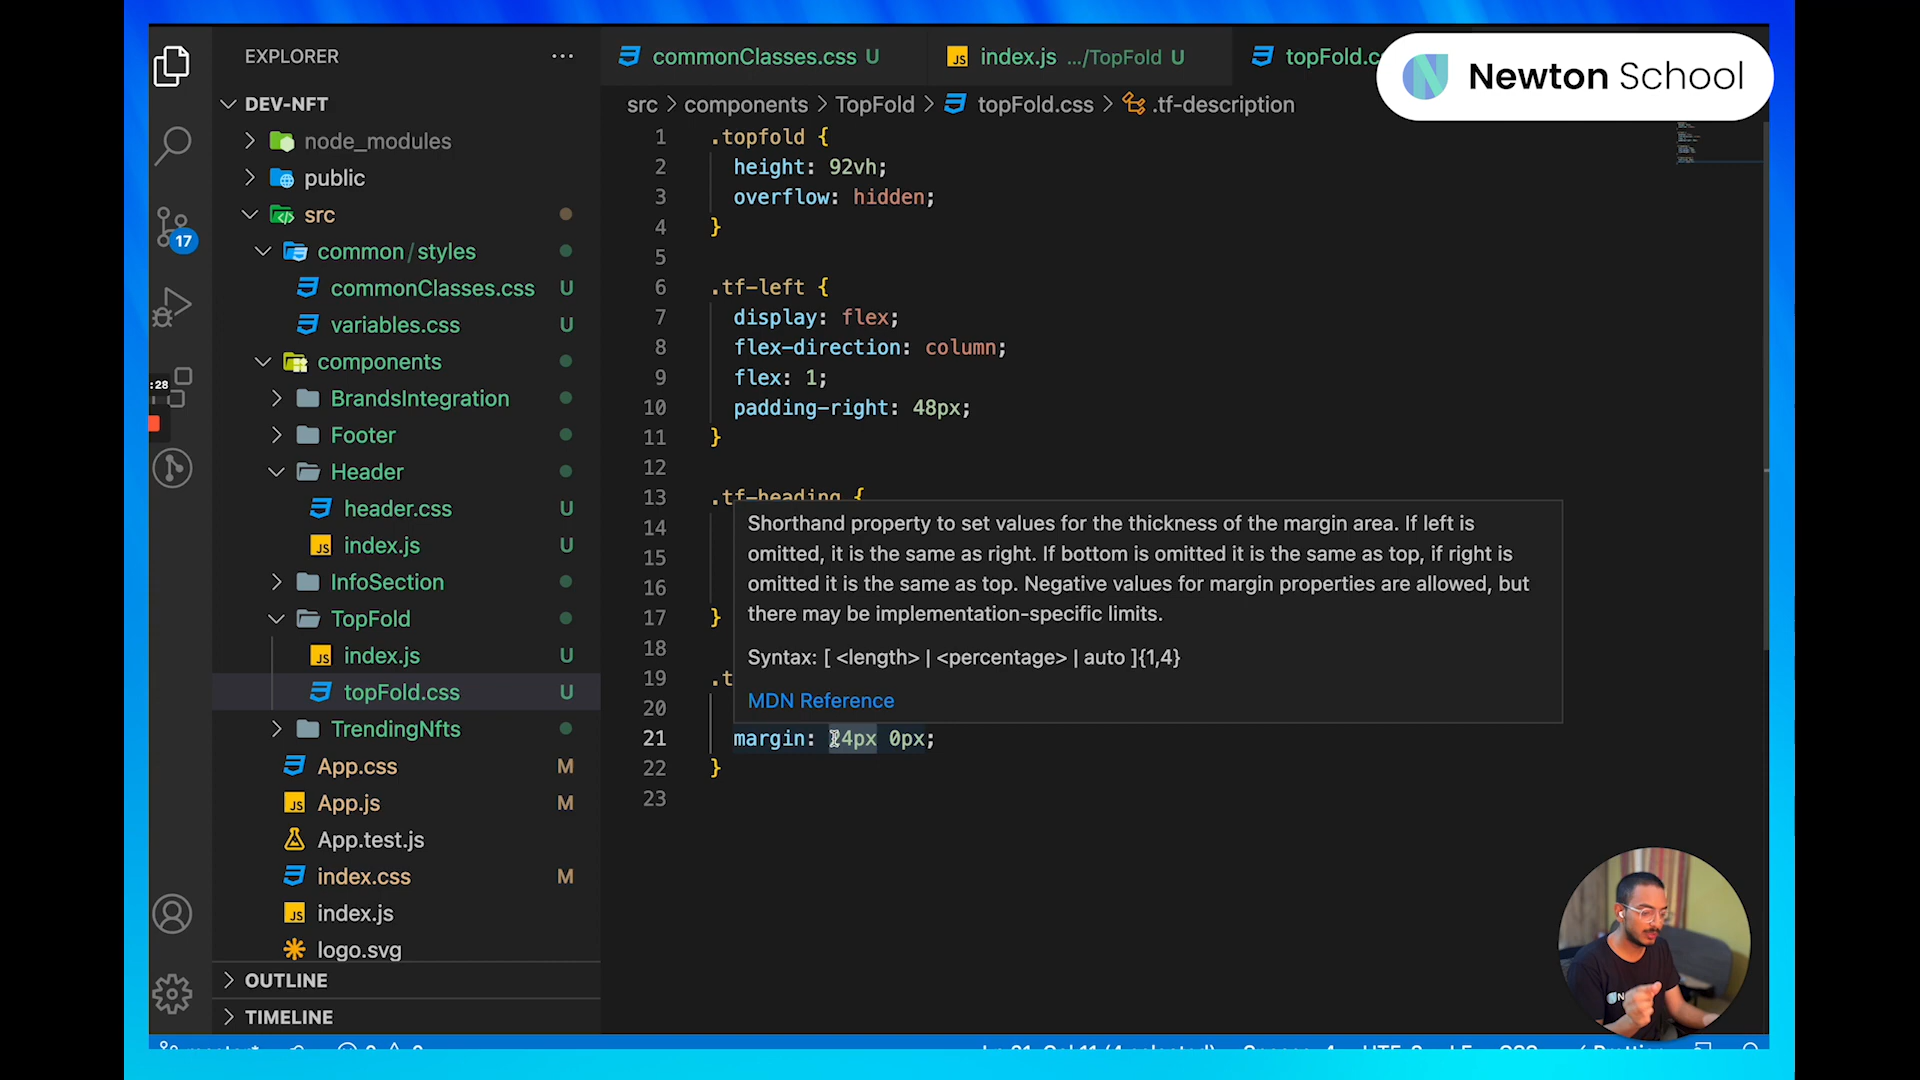 EXPLORER
DEV-NFT
node_modules
public
src
common/styles
commonClasses.css U
variables.css U
components
BrandsIntegration
Footer
Header
header.css U
index.js U
InfoSection
TopFold
index.js U
topFold.css U
TrendingNfts
App.css M
App.js M
App.test.js
index.css M
index.js
logo.svg
OUTLINE
TIMELINE
17
:28
commonClasses.css U
index.js .../TopFold U
Newton School
src > components > TopFold > topFold.css > .tf-description
1 .topfold {
2 height: 92vh;
3 overflow: hidden;
4 }
5
6 .tf-left {
7 display: flex;
8 flex-direction: column;
9 flex: 1;
10 padding-right: 48px;
11 }
12
13 .tf-heading {
14
15
16
17 }
18
19 .t
20
21 margin: 24px 0px;
22 }
23
Shorthand property to set values for the thickness of the margin area. If left is
omitted, it is the same as right. If bottom is omitted it is the same as top, if right is
omitted it is the same as top. Negative values for margin properties are allowed, but
there may be implementation-specific limits.
Syntax: [ <length> | <percentage> | auto ]{1,4}
MDN Reference